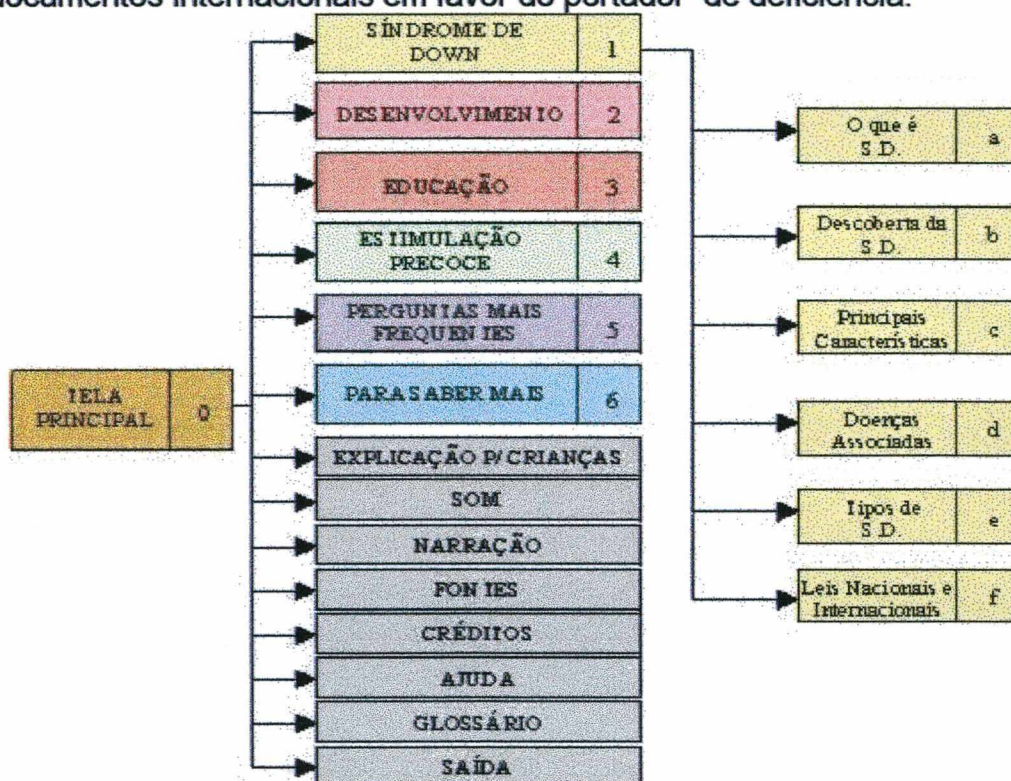 documentos internacionais em favor do portador de deficiência.
SÍNDROME DE
DOWN
1
DESENVOLVIMENTO
2
EDUCAÇÃO
3
ESTIMULAÇÃO
PRECOCE
4
PERGUNTAS MAIS
FREQUENTES
5
PARA SABER MAIS
6
EXPLICAÇÃO P/ CRIANÇAS
SOM
NARRAÇÃO
FONTES
CRÉDITOS
AJUDA
GLOSSÁRIO
SAÍDA
TELA
PRINCIPAL
0
O que é
S.D.
a
Descoberta da
S.D.
b
Principais
Características
c
Doenças
Associadas
d
Tipos de
S.D.
e
Leis Nacionais e
Internacionais
f